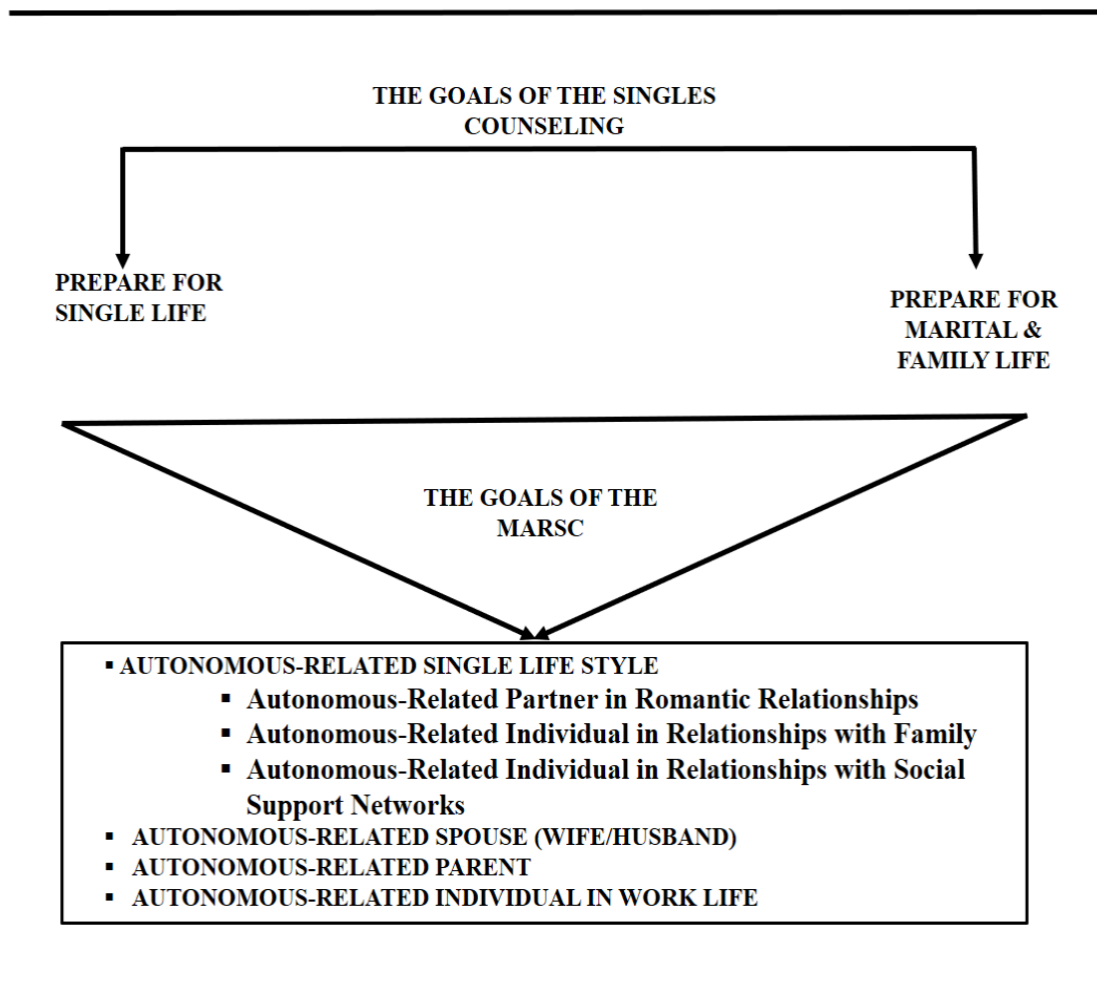 THE GOALS OF THE SINGLES
COUNSELING
PREPARE FOR
SINGLE LIFE
PREPARE FOR
MARITAL &
FAMILY LIFE
THE GOALS OF THE
MARSC
▪ AUTONOMOUS-RELATED SINGLE LIFE STYLE
▪ Autonomous-Related Partner in Romantic Relationships
▪ Autonomous-Related Individual in Relationships with Family
▪ Autonomous-Related Individual in Relationships with Social
Support Networks
▪ AUTONOMOUS-RELATED SPOUSE (WIFE/HUSBAND)
▪ AUTONOMOUS-RELATED PARENT
▪ AUTONOMOUS-RELATED INDIVIDUAL IN WORK LIFE